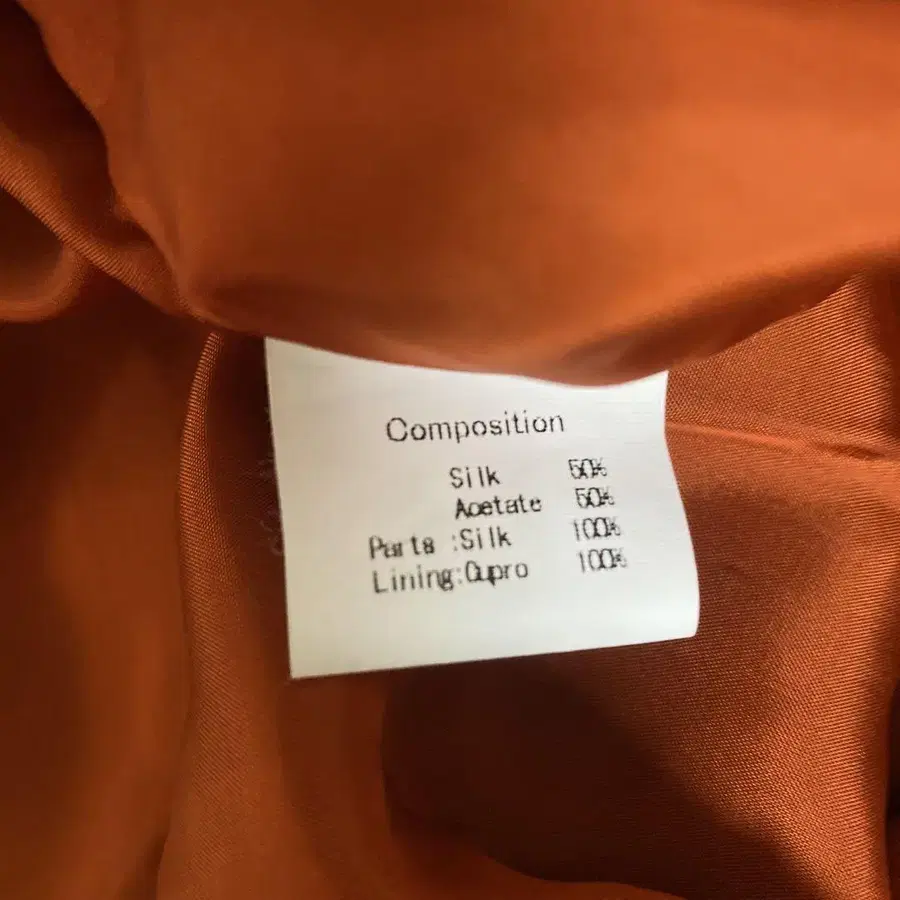 Composition
Silk 50%
Acetate 50%
Parts :Silk 100%
Lining:Cupro 100%